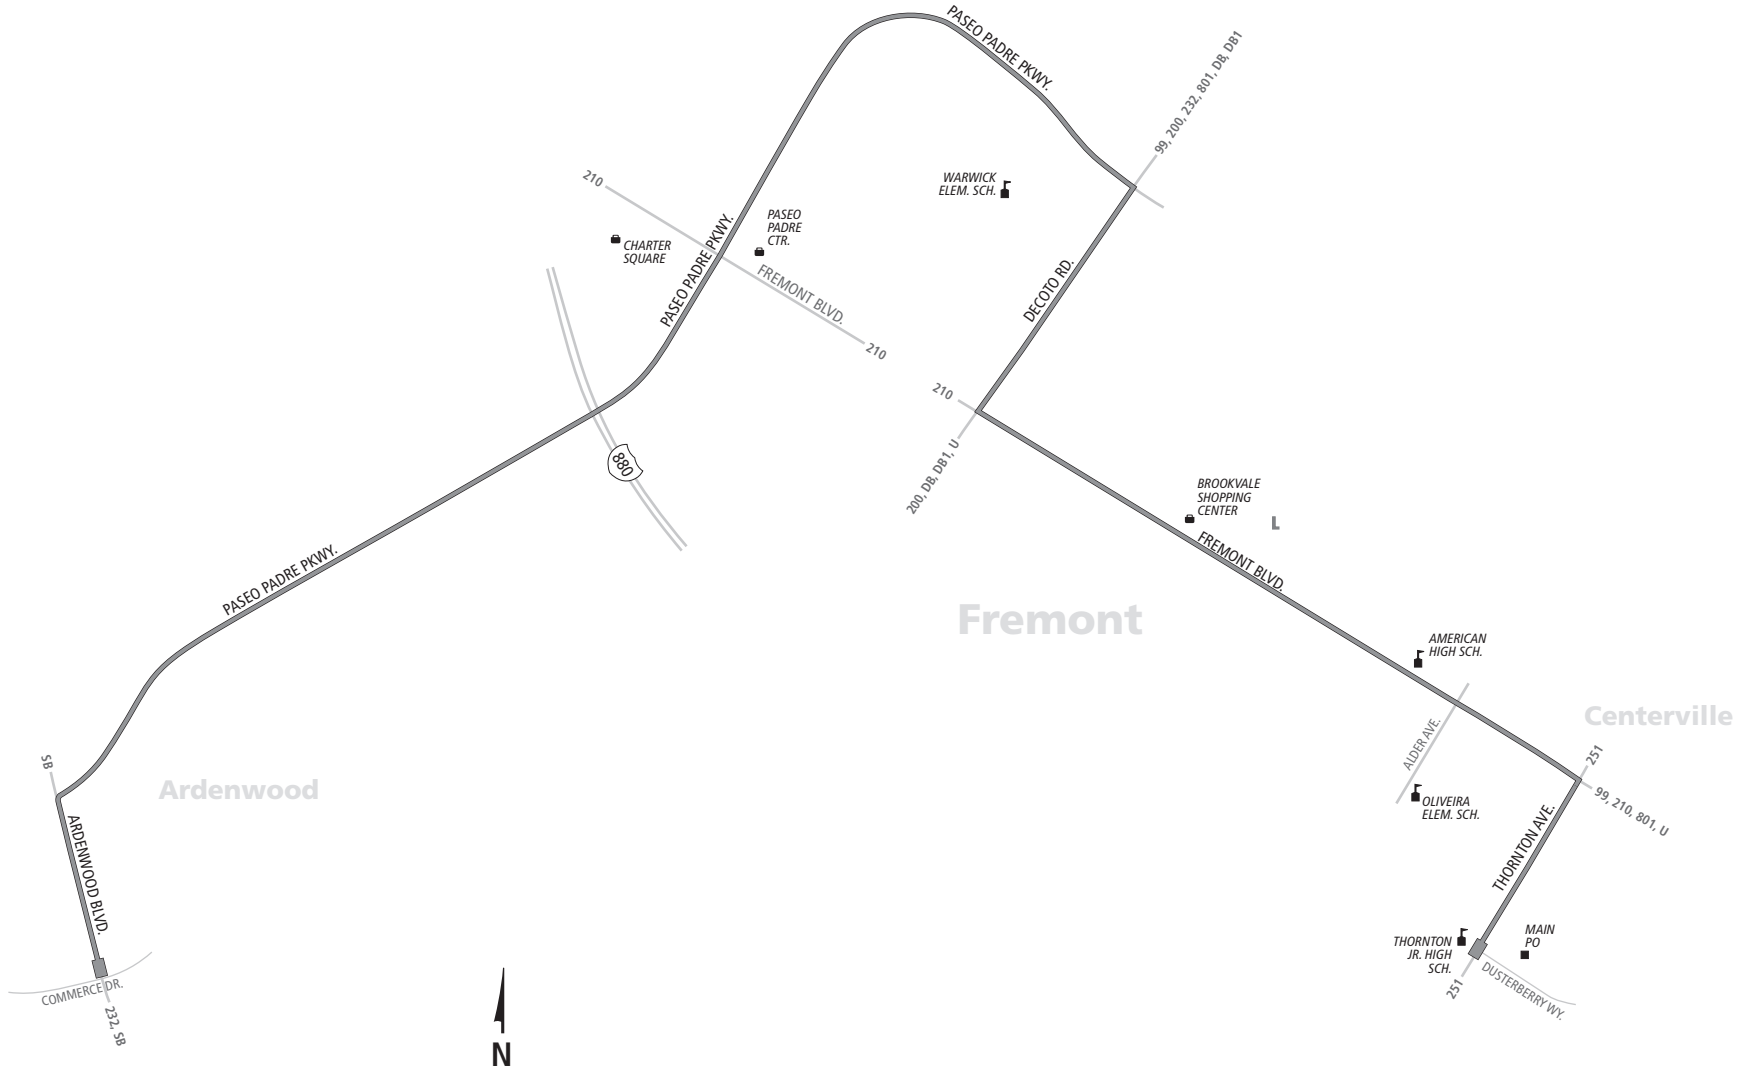 PASEO PADRE PKWY.
99, 200, 232, 801, DB, DB1
210
WARWICK
ELEM. SCH.
PASEO
PADRE
CTR.
CHARTER
SQUARE
PASEO PADRE PKWY.
FREMONT BLVD.
210
DECOTO RD.
210
200, DB, DB1, U
880
BROOKVALE
SHOPPING
CENTER
L
FREMONT BLVD.
PASEO PADRE PKWY.
Fremont
AMERICAN
HIGH SCH.
Centerville
ALDER AVE.
251
SB
Ardenwood
99, 210, 801, U
OLIVEIRA
ELEM. SCH.
THORNTON AVE.
ARDENWOOD BLVD.
THORNTON
JR. HIGH
SCH.
MAIN
PO
COMMERCE DR.
232, SB
251
DUSTERBERRY WY.
N